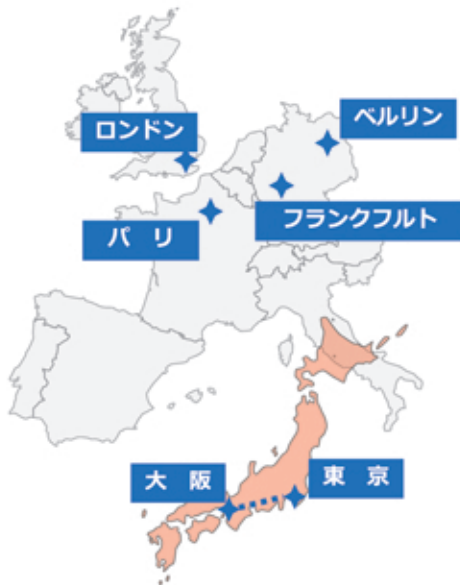 ロンドン
ベルリン
パ リ
フランクフルト
大 阪
東 京